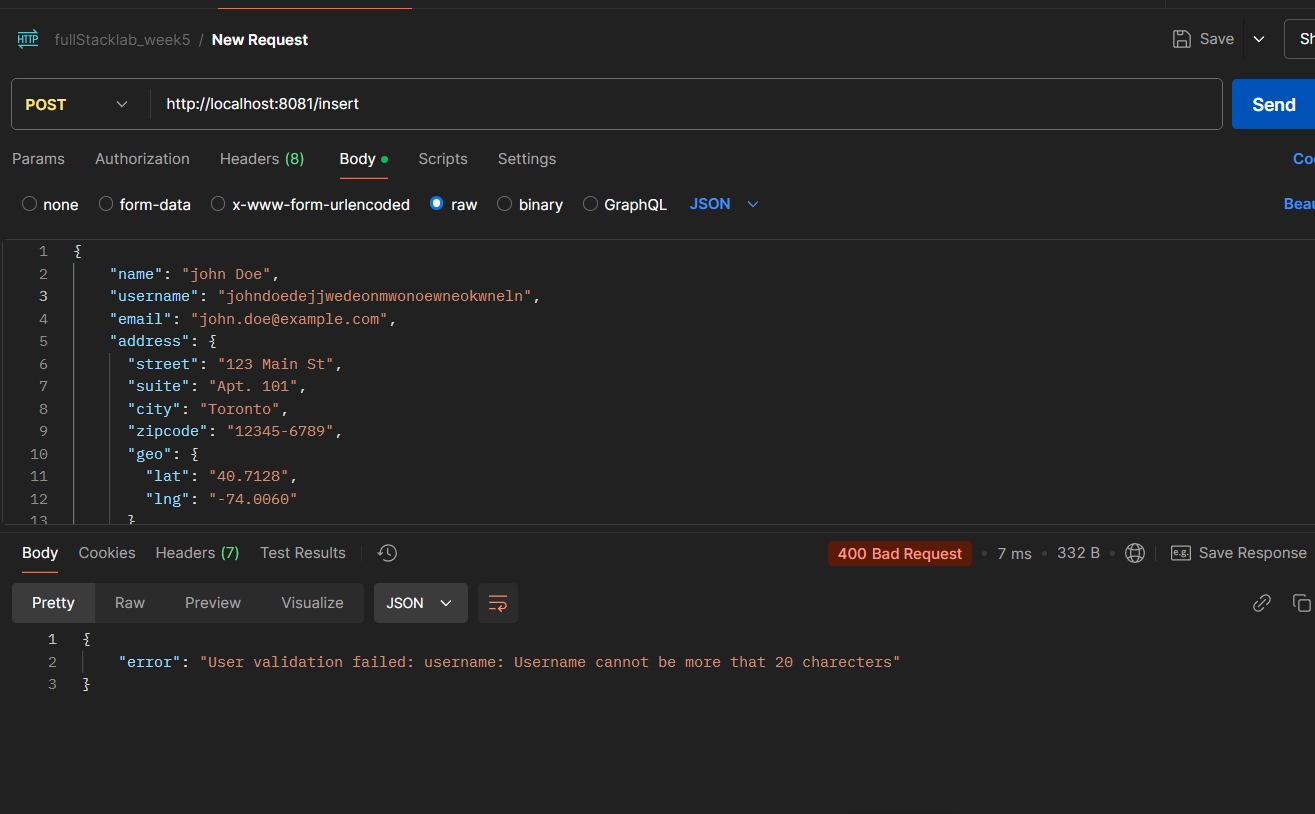 HTTP fullStacklab_week5 / New Request Save Sh
POST http://localhost:8081/insert Send
Params Authorization Headers (8) Body Scripts Settings Coo
none form-data x-www-form-urlencoded raw binary GraphQL JSON Beau
1 {
2 "name": "john Doe",
3 "username": "johndoedejjwedeonmwonoewneokwneln",
4 "email": "john.doe@example.com",
5 "address": {
6 "street": "123 Main St",
7 "suite": "Apt. 101",
8 "city": "Toronto",
9 "zipcode": "12345-6789",
10 "geo": {
11 "lat": "40.7128",
12 "lng": "-74.0060"
13 }
Body Cookies Headers (7) Test Results 400 Bad Request 7 ms 332 B e.g. Save Response
Pretty Raw Preview Visualize JSON
1 {
2 "error": "User validation failed: username: Username cannot be more that 20 charecters"
3 }